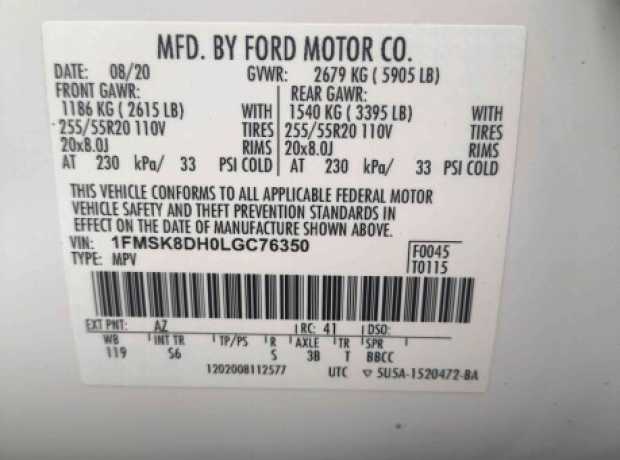 MFD. BY FORD MOTOR CO.
DATE: 08/20 GVWR: 2679 KG ( 5905 LB)
FRONT GAWR: REAR GAWR:
1186 KG ( 2615 LB) WITH 1540 KG ( 3395 LB) WITH
255/55R20 110V TIRES 255/55R20 110V TIRES
20x8.0J RIMS 20x8.0J RIMS
AT 230 kPa/ 33 PSI COLD AT 230 kPa/ 33 PSI COLD
THIS VEHICLE CONFORMS TO ALL APPLICABLE FEDERAL MOTOR
VEHICLE SAFETY AND THEFT PREVENTION STANDARDS IN
EFFECT ON THE DATE OF MANUFACTURE SHOWN ABOVE.
VIN: 1FMSK8DH0LGC76350 F0045
TYPE: MPV T0115
EXT PNT: AZ RC: 41 DSO:
WB INT TR TP/PS R AXLE TR SPR
119 S6 S 3B T BBCC
1202008112577 UTC ▽ 5U5A-1520472-BA